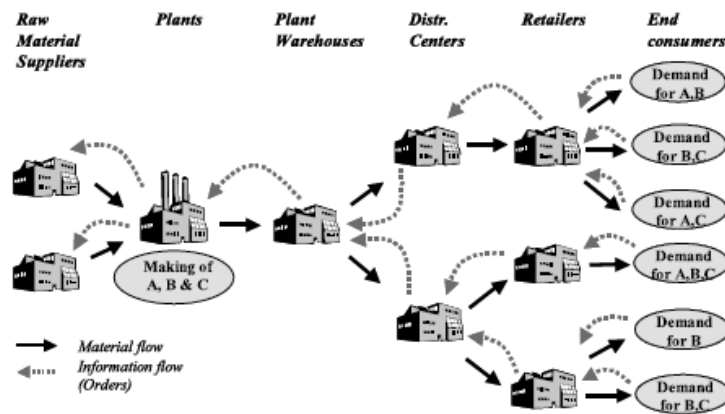 Raw
Material
Suppliers
Plants
Plant
Warehouses
Distr.
Centers
Retailers
End
consumers
Demand
for A,B
Demand
for B,C
Demand
for A,C
Demand
for A,B,C
Making of
A, B & C
Demand
for B
Demand
for B,C
Material flow
Information flow
(Orders)